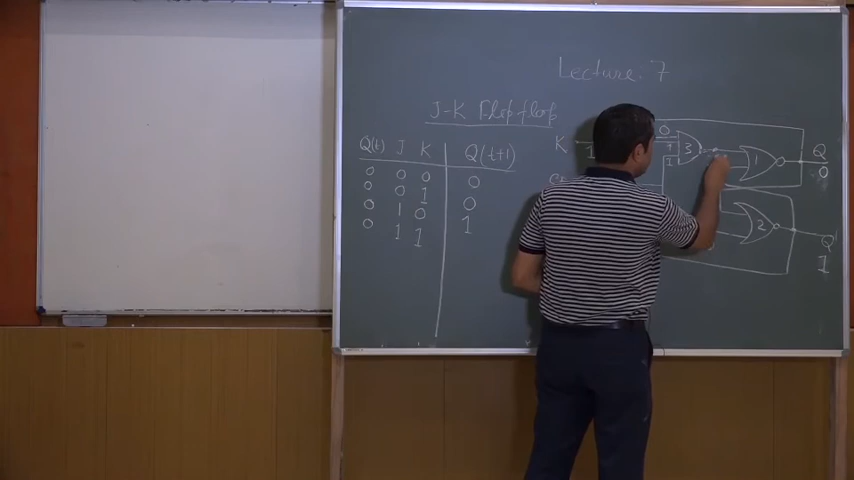 Lecture: 7
J-K Flop flop
Q(t) J K Q(t+1)
0 0 0 0
0 0 1 0
0 1 0 1
0 1 1
K 1
0
1
1
3
1
Q
0
2
Q
1